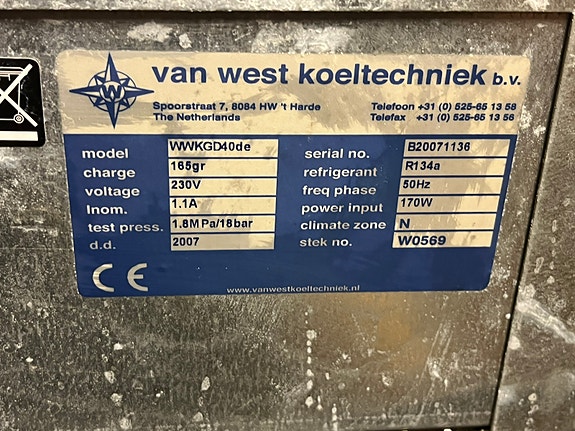 W
van west koeltechniek b.v.
Spoorstraat 7, 8084 HW 't Harde Telefoon +31 (0) 525-65 13 58
The Netherlands Telefax +31 (0) 525-65 13 56
model WWKGD40de serial no. B20071136
charge 165gr refrigerant R134a
voltage 230V freq phase 50Hz
Inom. 1.1A power input 170W
test press. 1.8MPa/18bar climate zone N
d.d. 2007 stek no. W0569
CE
www.vanwestkoeltechniek.nl